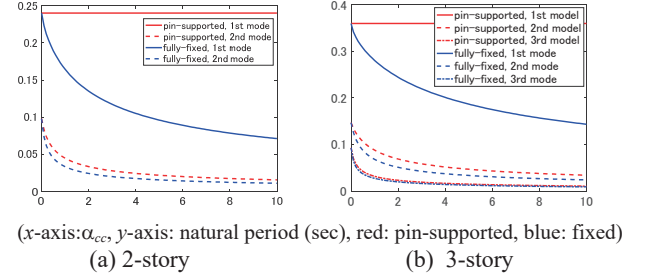 0.25
0.2
0.15
0.1
0.05
0
0 2 4 6 8 10
pin-supported, 1st mode
pin-supported, 2nd mode
fully-fixed, 1st mode
fully-fixed, 2nd mode
0.4
0.3
0.2
0.1
0
0 2 4 6 8 10
pin-supported, 1st model
pin-supported, 2nd model
pin-supported, 3rd model
fully-fixed, 1st mode
fully-fixed, 2nd mode
fully-fixed, 3rd mode
(x-axis:αcc, y-axis: natural period (sec), red: pin-supported, blue: fixed)
(a) 2-story
(b) 3-story